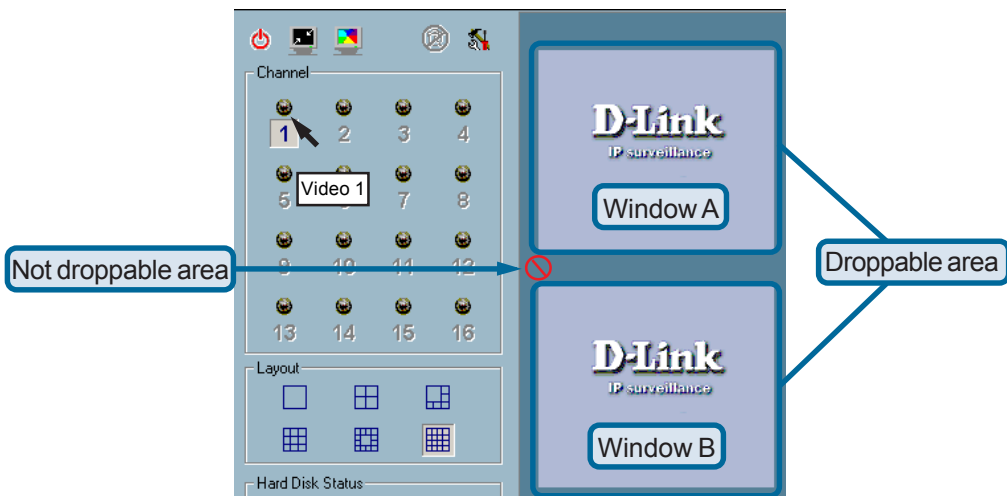 Channel
1 2 3 4
Video 1
5 7 8
9 10 11 12
13 14 15 16
Layout
Hard Disk Status
D-Link
IP surveillance
Window A
Not droppable area
Droppable area
D-Link
IP surveillance
Window B